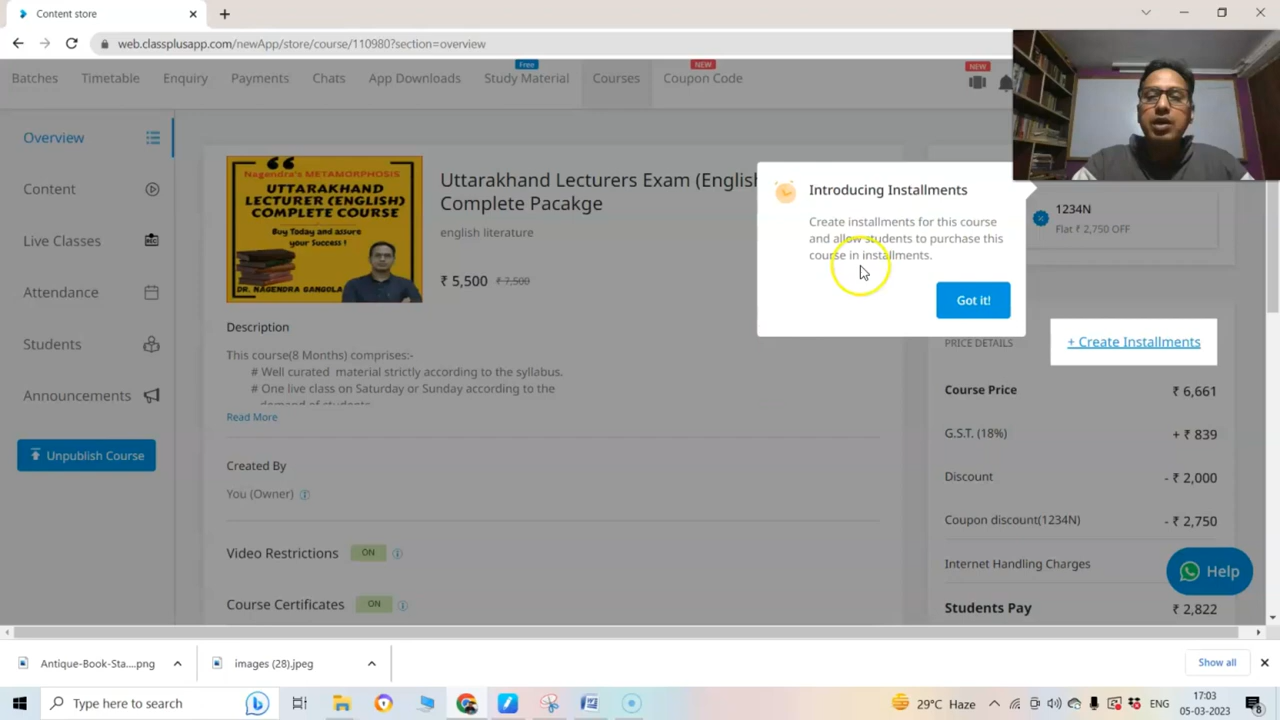 Content store
web.classplusapp.com/newApp/store/course/110980?section=overview
Batches
Timetable
Enquiry
Payments
Chats
App Downloads
Free
Study Material
Courses
NEW
Coupon Code
NEW
Overview
Content
Live Classes
REC
Attendance
Students
Announcements
Unpublish Course
Nagendra's METAMORPHOSIS
UTTARAKHAND
LECTURER (ENGLISH)
COMPLETE COURSE
Buy Today and assure
your Success !
DR. NAGENDRA GANGOLA
Uttarakhand Lecturers Exam (English
Complete Pacakge
english literature
₹ 5,500 ₹ 7,500
Description
This course(8 Months) comprises:-
# Well curated material strictly according to the syllabus.
# One live class on Saturday or Sunday according to the
demand of students
Read More
Created By
You (Owner)
Video Restrictions ON
Course Certificates ON
Introducing Installments
Create installments for this course
and allow students to purchase this
course in installments.
Got it!
1234N
Flat ₹ 2,750 OFF
PRICE DETAILS
+ Create Installments
Course Price ₹ 6,661
G.S.T. (18%) + ₹ 839
Discount - ₹ 2,000
Coupon discount(1234N) - ₹ 2,750
Internet Handling Charges
Help
Students Pay ₹ 2,822
Antique-Book-Sta....png
images (28).jpeg
Show all
Type here to search
29°C Haze
ENG
17:03
05-03-2023
8